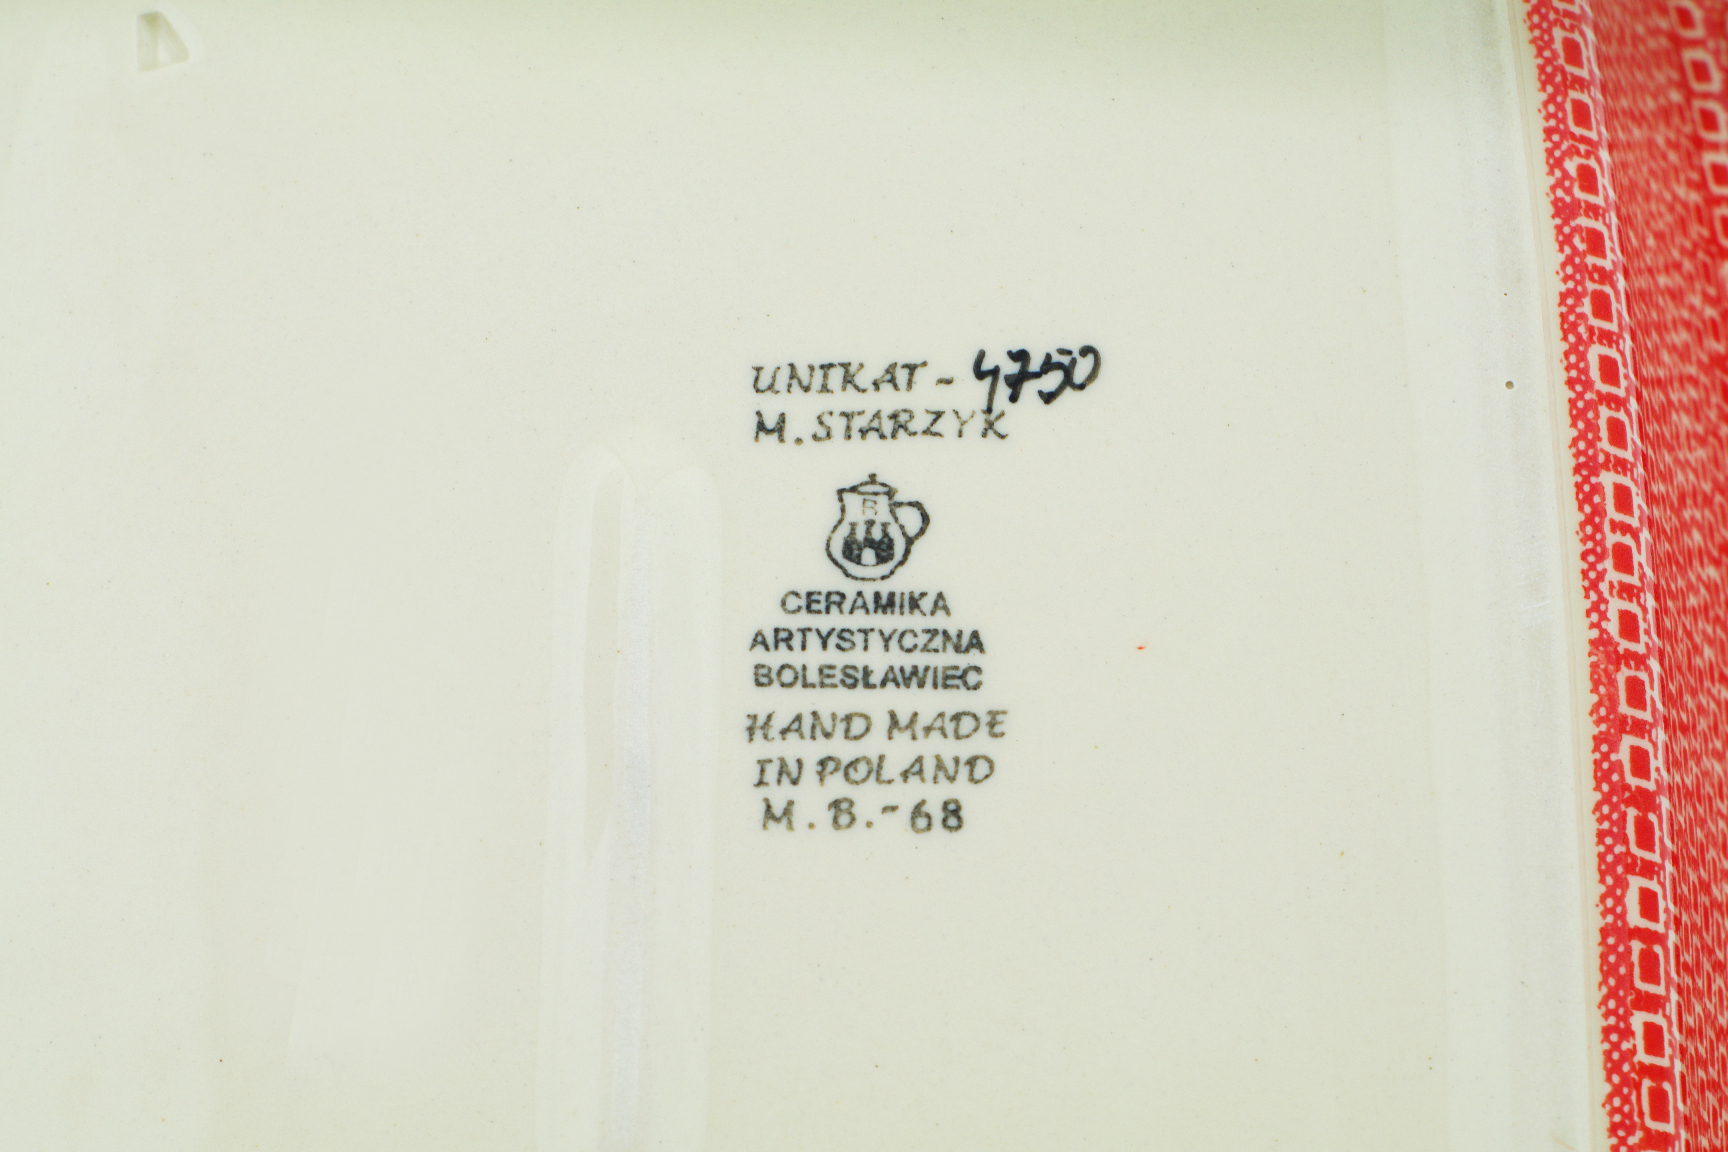 UNIKAT - 4750
M. STARZYK
B
CERAMIKA
ARTYSTYCZNA
BOLESŁAWIEC
HAND MADE
IN POLAND
M.B.-68